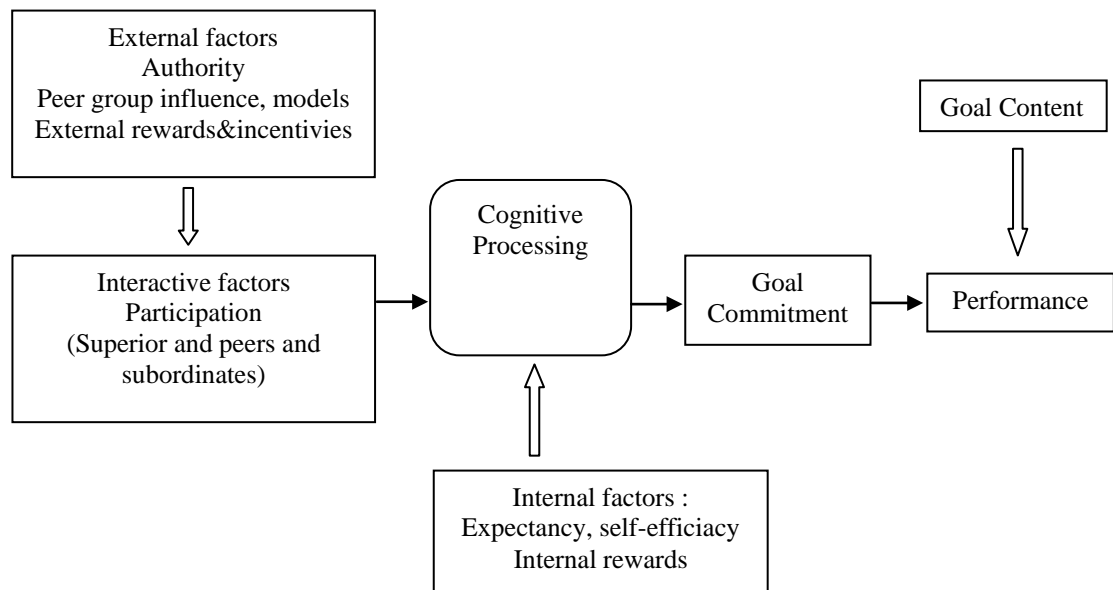 External factors
Authority
Peer group influence, models
External rewards&incentivies
Goal Content
Cognitive
Processing
Interactive factors
Participation
(Superior and peers and
subordinates)
Goal
Commitment
Performance
Internal factors :
Expectancy, self-efficiacy
Internal rewards